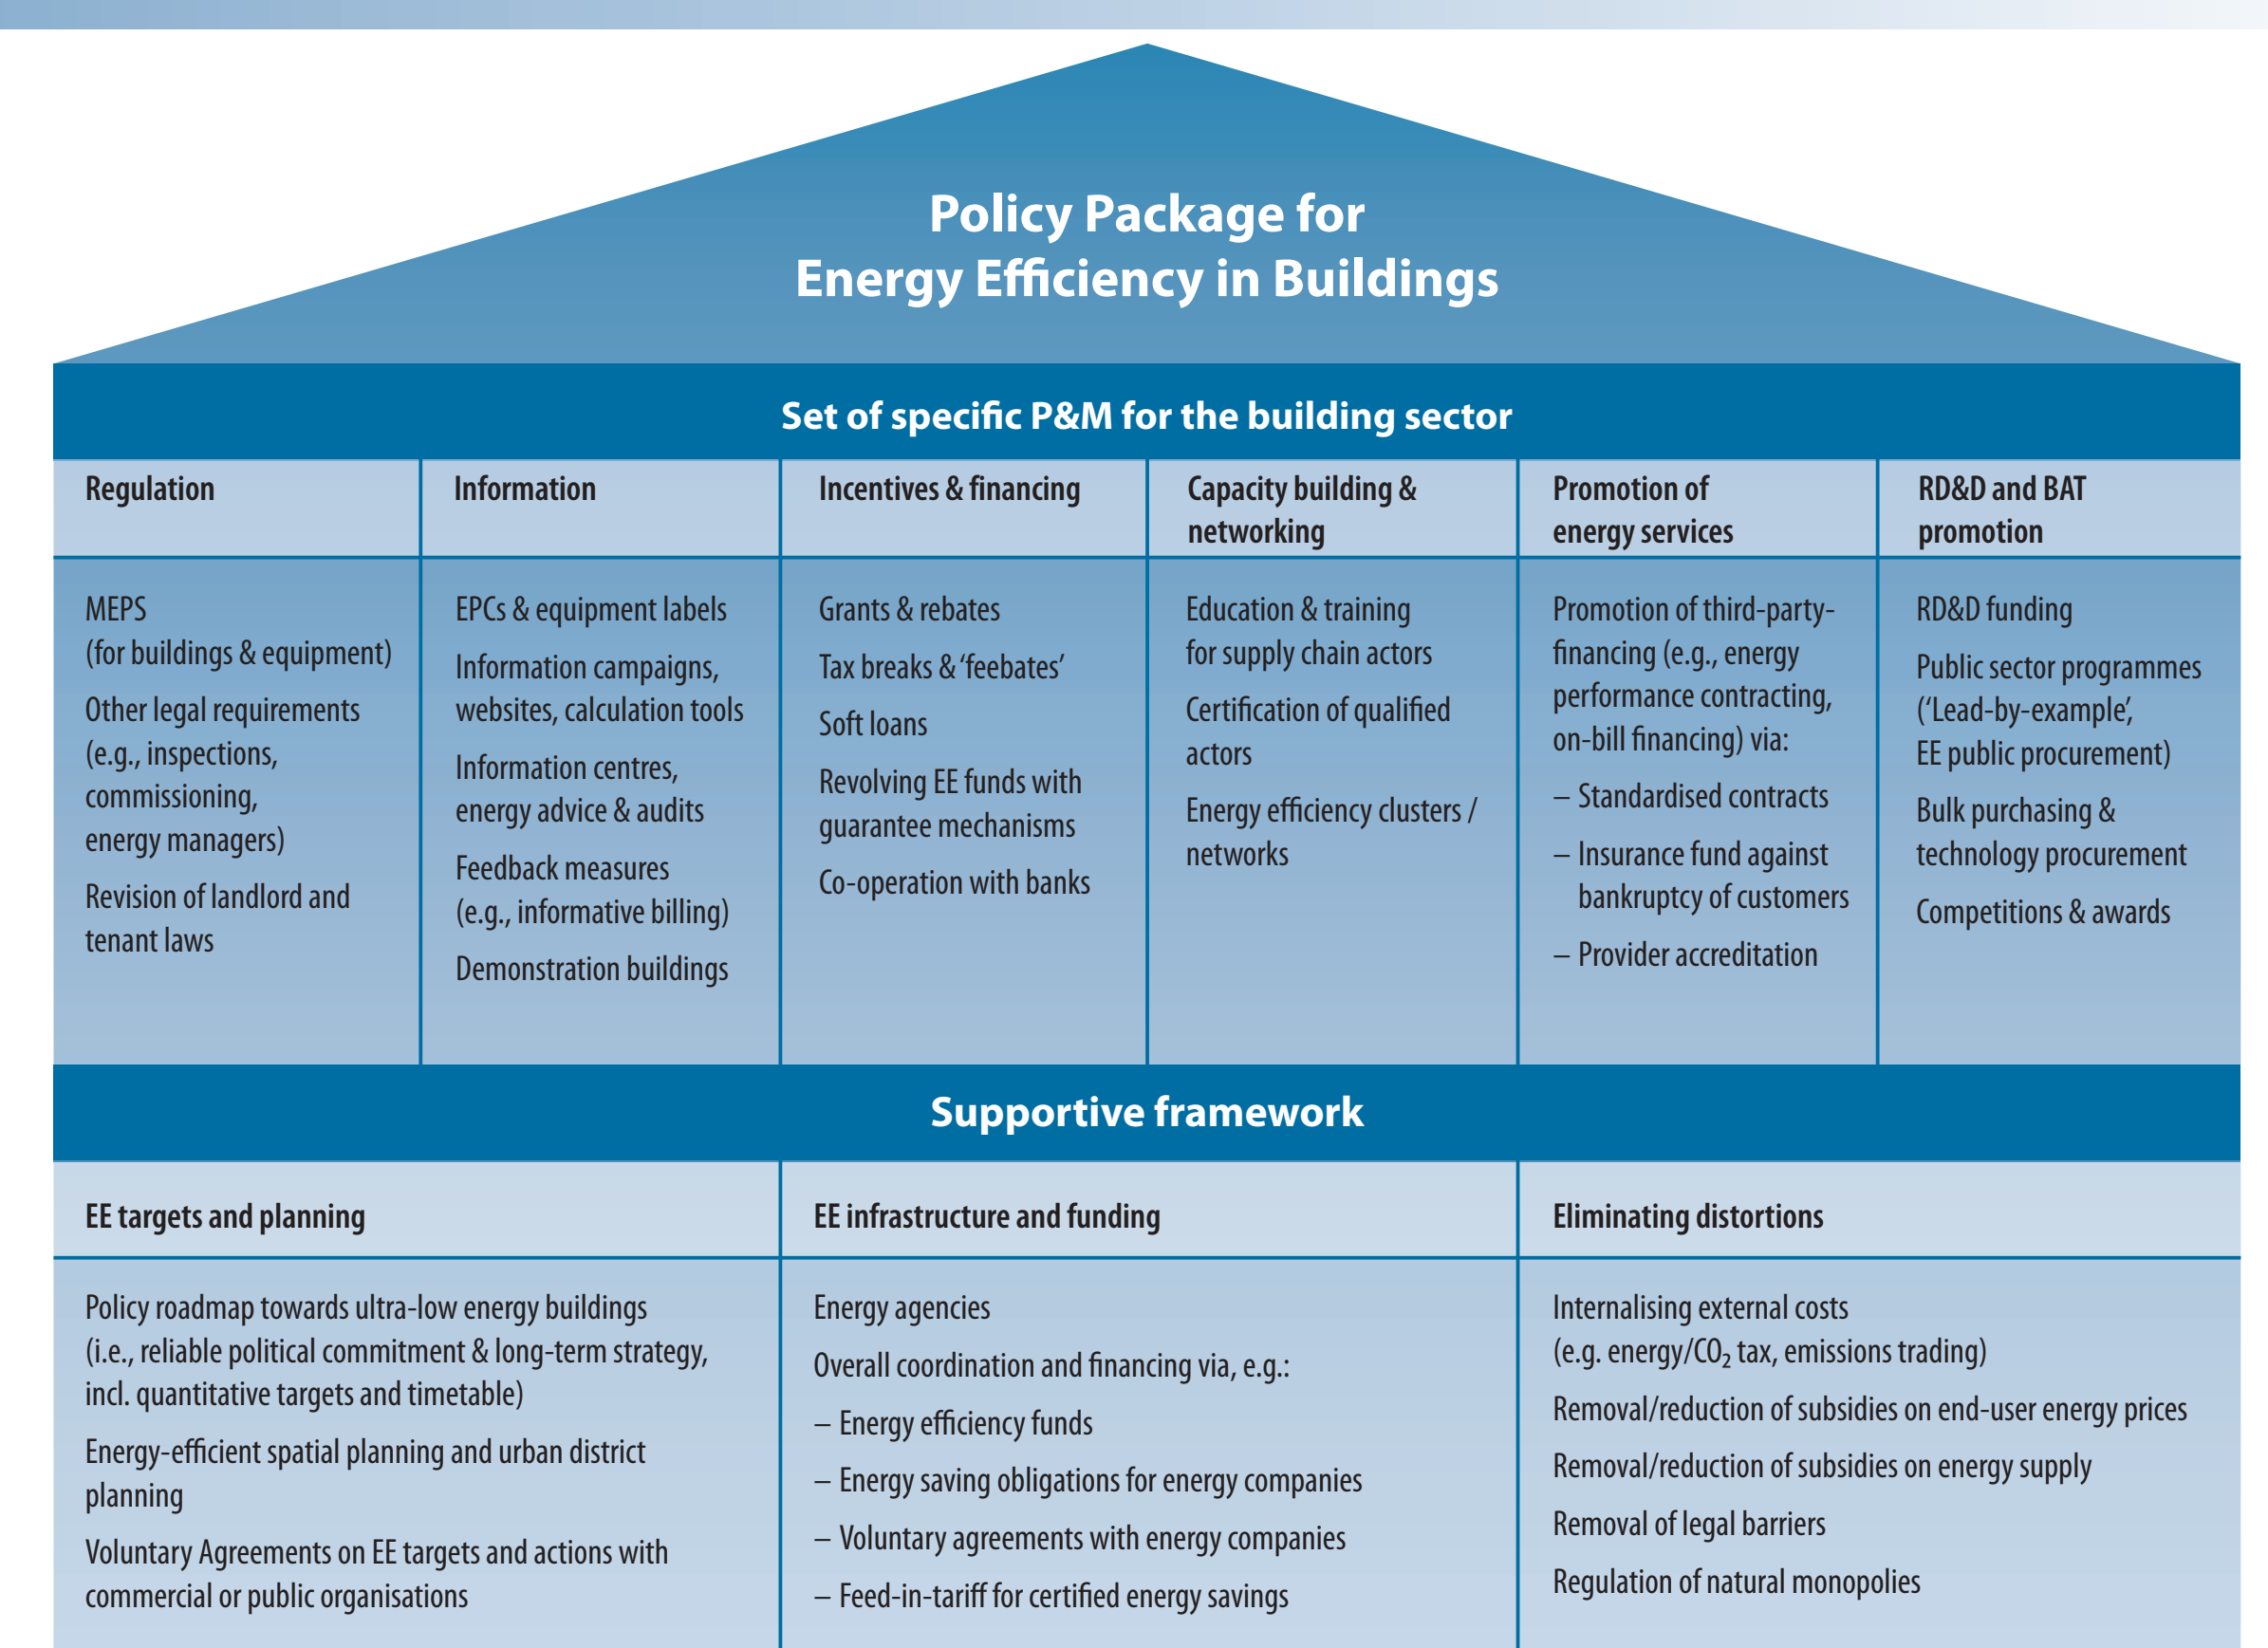 Policy Package for
Energy Efficiency in Buildings
Set of specific P&M for the building sector
Regulation
MEPS
(for buildings & equipment)
Other legal requirements
(e.g., inspections,
commissioning,
energy managers)
Revision of landlord and
tenant laws
Information
EPCs & equipment labels
Information campaigns,
websites, calculation tools
Information centres,
energy advice & audits
Feedback measures
(e.g., informative billing)
Demonstration buildings
Incentives & financing
Grants & rebates
Tax breaks & ‘feebates’
Soft loans
Revolving EE funds with
guarantee mechanisms
Co-operation with banks
Capacity building &
networking
Education & training
for supply chain actors
Certification of qualified
actors
Energy efficiency clusters /
networks
Promotion of
energy services
Promotion of third-party-
financing (e.g., energy
performance contracting,
on-bill financing) via:
– Standardised contracts
– Insurance fund against
bankruptcy of customers
– Provider accreditation
RD&D and BAT
promotion
RD&D funding
Public sector programmes
(‘Lead-by-example’,
EE public procurement)
Bulk purchasing &
technology procurement
Competitions & awards
Supportive framework
EE targets and planning
Policy roadmap towards ultra-low energy buildings
(i.e., reliable political commitment & long-term strategy,
incl. quantitative targets and timetable)
Energy-efficient spatial planning and urban district
planning
Voluntary Agreements on EE targets and actions with
commercial or public organisations
EE infrastructure and funding
Energy agencies
Overall coordination and financing via, e.g.:
– Energy efficiency funds
– Energy saving obligations for energy companies
– Voluntary agreements with energy companies
– Feed-in-tariff for certified energy savings
Eliminating distortions
Internalising external costs
(e.g. energy/CO₂ tax, emissions trading)
Removal/reduction of subsidies on end-user energy prices
Removal/reduction of subsidies on energy supply
Removal of legal barriers
Regulation of natural monopolies